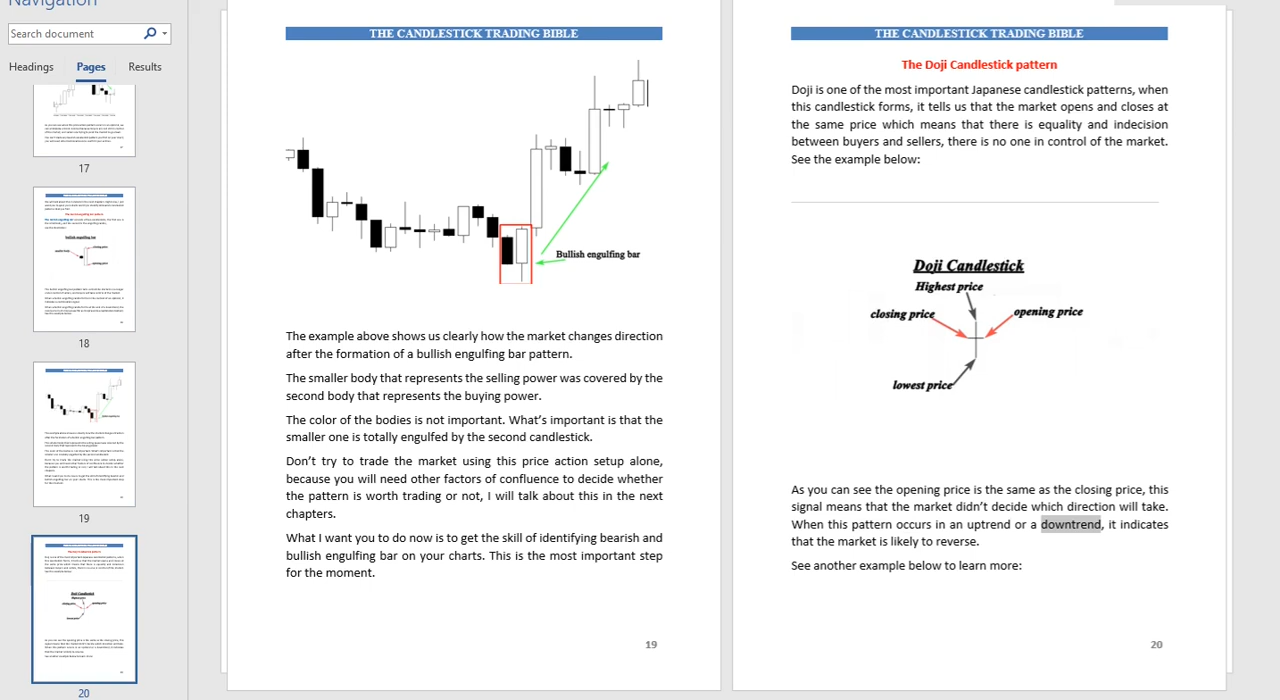 Navigation
Search document
Headings
Pages
Results
17
18
19
20
THE CANDLESTICK TRADING BIBLE
Bullish engulfing bar
The example above shows us clearly how the market changes direction
after the formation of a bullish engulfing bar pattern.
The smaller body that represents the selling power was covered by the
second body that represents the buying power.
The color of the bodies is not important. What's important is that the
smaller one is totally engulfed by the second candlestick.
Don't try to trade the market using this price action setup alone,
because you will need other factors of confluence to decide whether
the pattern is worth trading or not, I will talk about this in the next
chapters.
What I want you to do now is to get the skill of identifying bearish and
bullish engulfing bar on your charts. This is the most important step
for the moment.
19
THE CANDLESTICK TRADING BIBLE
The Doji Candlestick pattern
Doji is one of the most important Japanese candlestick patterns, when
this candlestick forms, it tells us that the market opens and closes at
the same price which means that there is equality and indecision
between buyers and sellers, there is no one in control of the market.
See the example below:
Doji Candlestick
Highest price
closing price
opening price
lowest price
As you can see the opening price is the same as the closing price, this
signal means that the market didn't decide which direction will take.
When this pattern occurs in an uptrend or a downtrend, it indicates
that the market is likely to reverse.
See another example below to learn more:
20